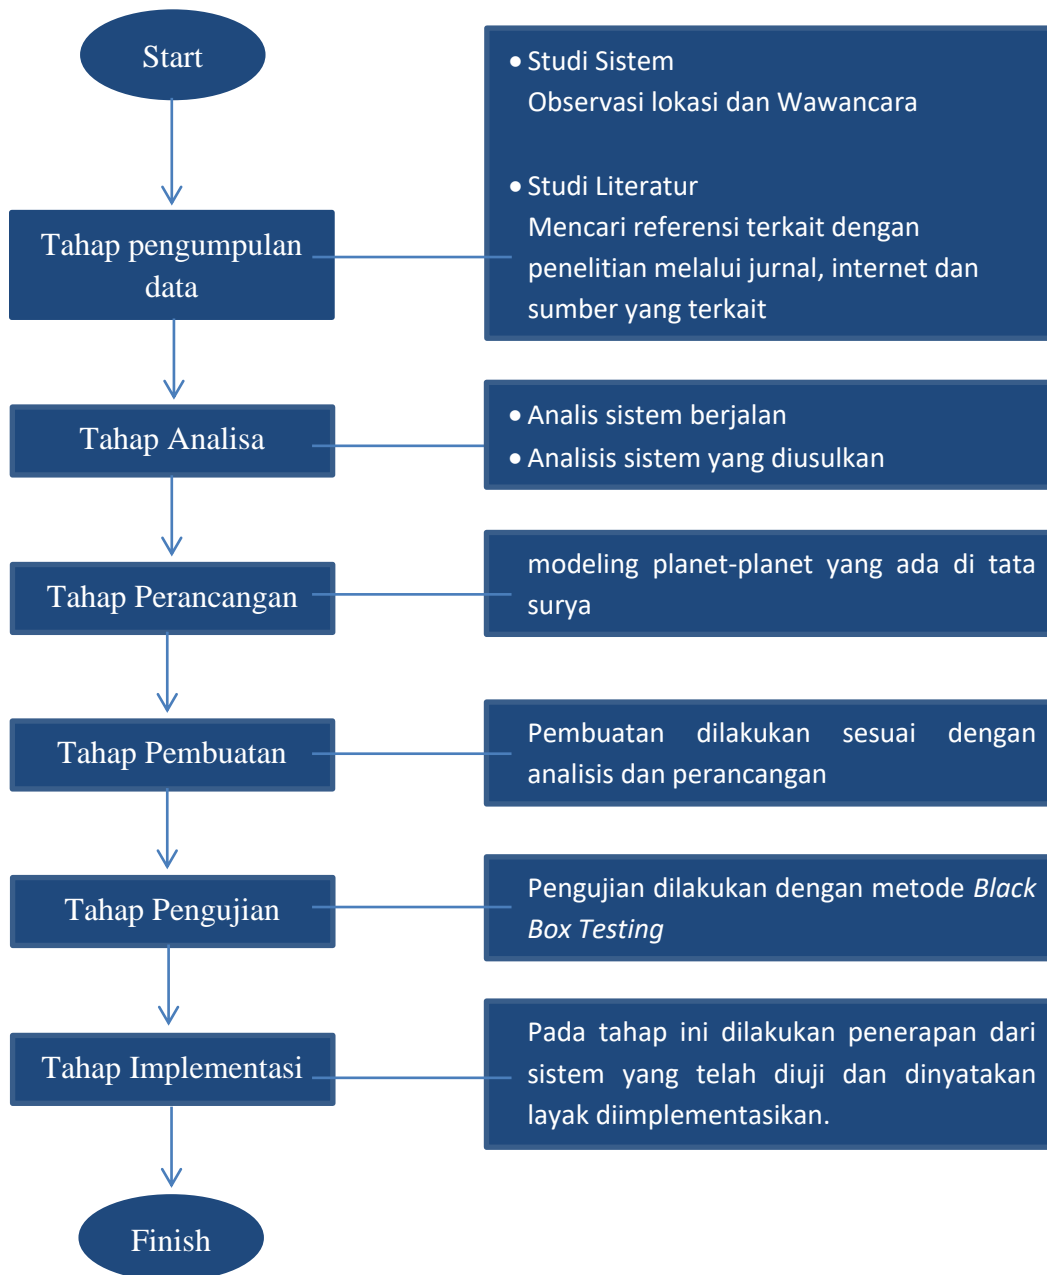 Start
• Studi Sistem
Observasi lokasi dan Wawancara
• Studi Literatur
Mencari referensi terkait dengan
penelitian melalui jurnal, internet dan
sumber yang terkait
Tahap pengumpulan
data
Tahap Analisa
• Analis sistem berjalan
• Analisis sistem yang diusulkan
Tahap Perancangan
modeling planet-planet yang ada di tata
surya
Tahap Pembuatan
Pembuatan dilakukan sesuai dengan
analisis dan perancangan
Tahap Pengujian
Pengujian dilakukan dengan metode Black
Box Testing
Tahap Implementasi
Pada tahap ini dilakukan penerapan dari
sistem yang telah diuji dan dinyatakan
layak diimplementasikan.
Finish